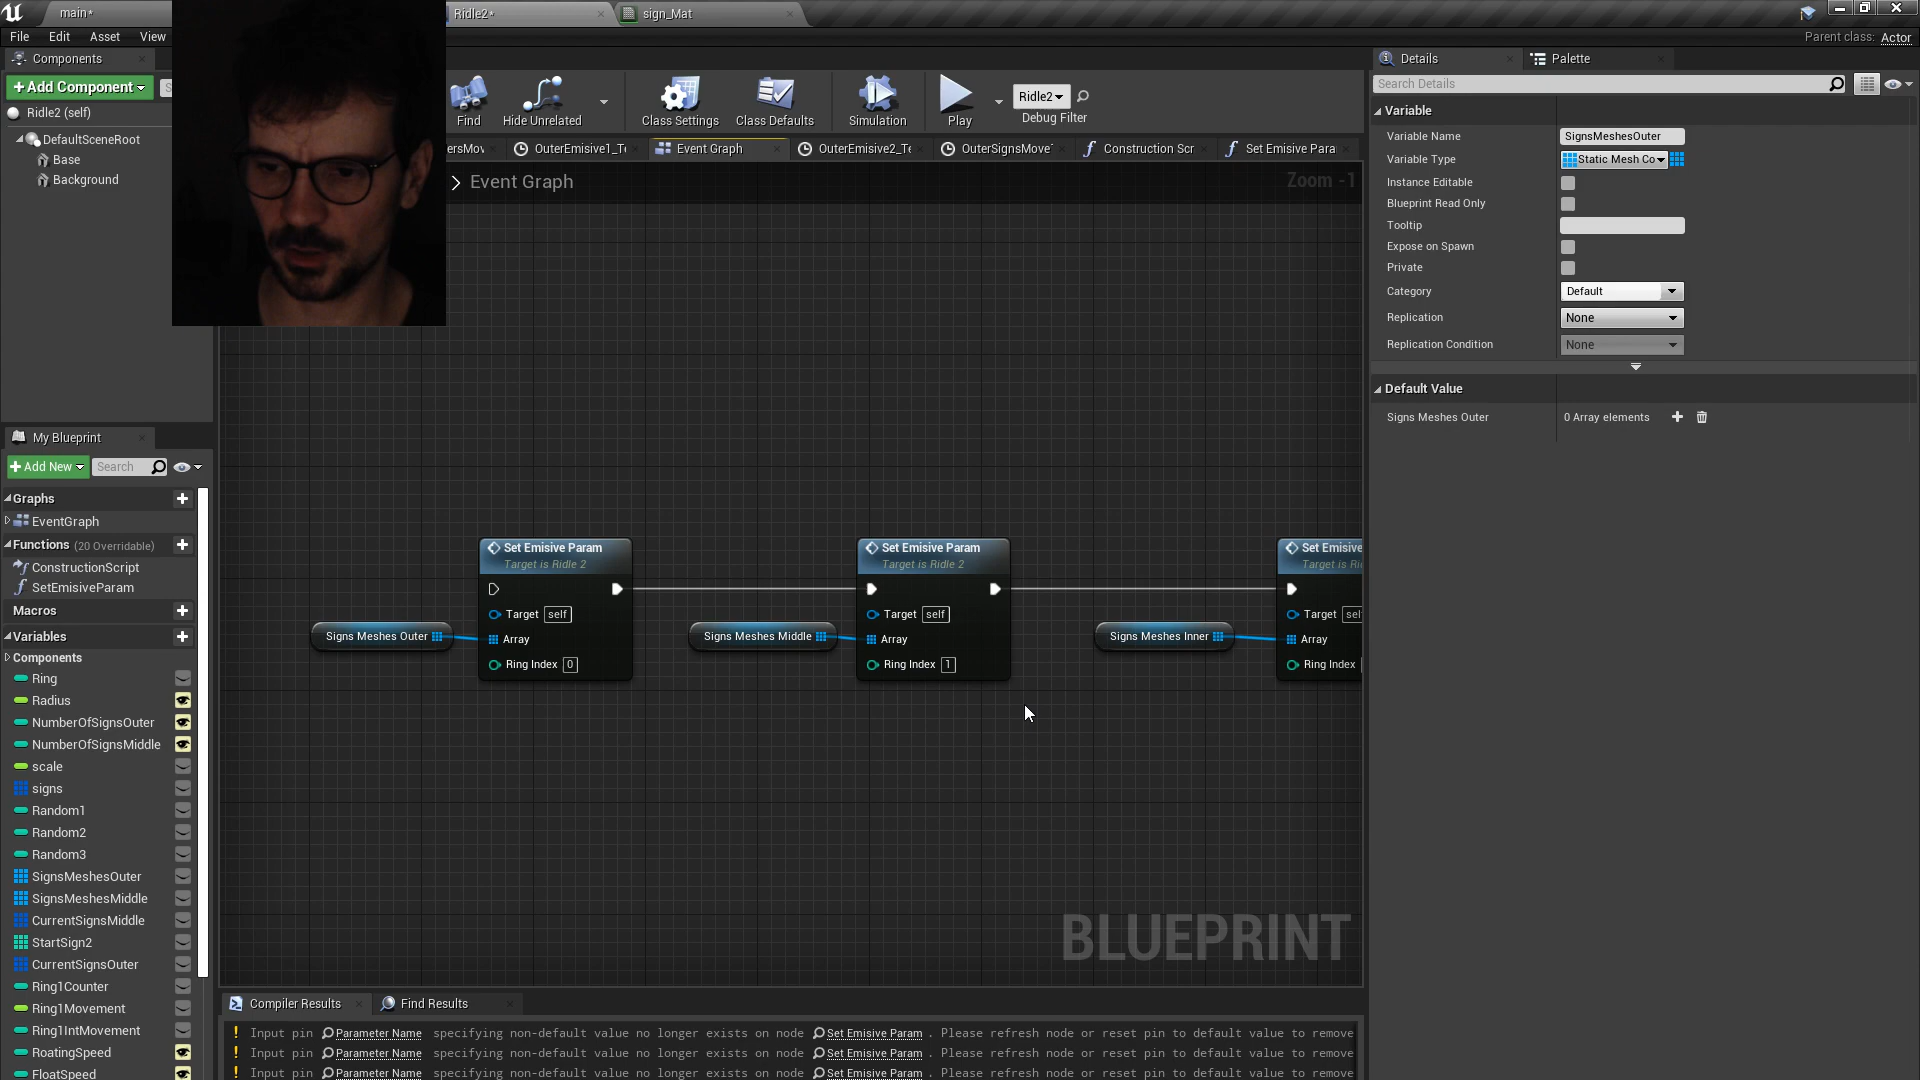 main*
Ridle2*
sign_Mat
File Edit Asset View
Parent class: Actor
Components
+Add Component
Ridle2 (self)
DefaultSceneRoot
Base
Background
Find
Hide Unrelated
Class Settings
Class Defaults
Simulation
Play
Ridle2
Debug Filter
ersMov
OuterEmisive1_Te
Event Graph
OuterEmisive2_Te
OuterSignsMove
Construction Scr
Set Emisive Para
Event Graph
Zoom -1
Set Emisive Param
Target is Ridle 2
Target self
Array
Ring Index 0
Signs Meshes Outer
Set Emisive Param
Target is Ridle 2
Target self
Array
Ring Index 1
Signs Meshes Middle
Set Emisive
Target is Ri
Target sel
Array
Ring Index
Signs Meshes Inner
BLUEPRINT
My Blueprint
+Add New
Search
Graphs
EventGraph
Functions (20 Overridable)
ConstructionScript
SetEmisiveParam
Macros
Variables
Components
Ring
Radius
NumberOfSignsOuter
NumberOfSignsMiddle
scale
signs
Random1
Random2
Random3
SignsMeshesOuter
SignsMeshesMiddle
CurrentSignsMiddle
StartSign2
CurrentSignsOuter
Ring1Counter
Ring1Movement
Ring1IntMovement
RoatingSpeed
FloatSpeed
Compiler Results
Find Results
! Input pin Parameter Name specifying non-default value no longer exists on node Set Emisive Param . Please refresh node or reset pin to default value to remove
! Input pin Parameter Name specifying non-default value no longer exists on node Set Emisive Param . Please refresh node or reset pin to default value to remove
! Input pin Parameter Name specifying non-default value no longer exists on node Set Emisive Param . Please refresh node or reset pin to default value to remove
Details
Palette
Search Details
Variable
Variable Name SignsMeshesOuter
Variable Type Static Mesh Co
Instance Editable
Blueprint Read Only
Tooltip
Expose on Spawn
Private
Category Default
Replication None
Replication Condition None
Default Value
Signs Meshes Outer 0 Array elements